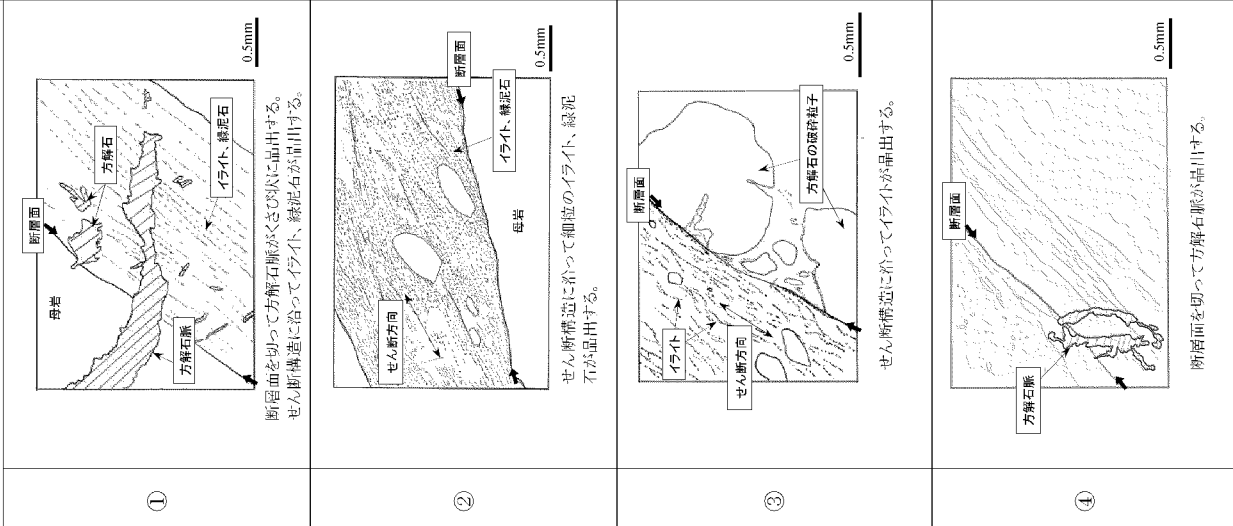 ①
母岩
断層面
方解石
方解石脈
イライト、緑泥石
0.5mm
断層面を切って方解石脈がくさび状に晶出する。
せん断構造に沿ってイライト、緑泥石が晶出する。
②
せん断方向
断層面
イライト、緑泥石
母岩
0.5mm
せん断構造に沿って細粒のイライト、緑泥
石が晶出する。
③
断層面
イライト
せん断方向
方解石の破砕粒子
0.5mm
せん断構造に沿ってイライトが晶出する。
④
断層面
方解石脈
0.5mm
断層面を切って方解石脈が晶出する。